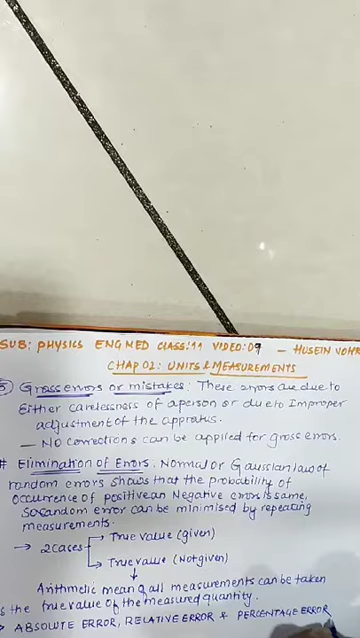 SUB: PHYSICS ENG MED CLASS:11 VIDEO:09 – HUSEIN VOHR
CHAP 02: UNITS & MEASUREMENTS
Gross errors or mistakes: These errors are due to
Either carelessness of a person or due to Improper
adjustment of the appratus.
– No corrections can be applied for gross errors.
# Elimination of Errors. Normal or Gaussian law of
random errors shows that the probability of
occurrence of positive an Negative errors is same,
So random error can be minimised by repeating
measurements.
→ 2 cases → True value (given)
→ True value (Not given)
↓
Arithmetic mean of all measurements can be taken
s the true value of the measured quantity.
> ABSOLUTE ERROR, RELATIVE ERROR & PERCENTAGE ERROR